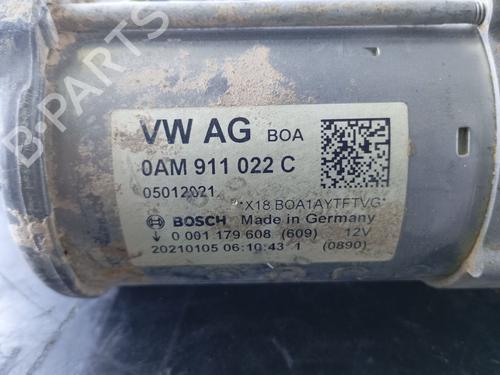 VW AG BOA
0AM 911 022 C
05012021
*X18 BOA1AYTFTVG*
BOSCH Made in Germany
↓ 0 001 179 608 (609) 12V
20210105 06:10:43 1 (0890)